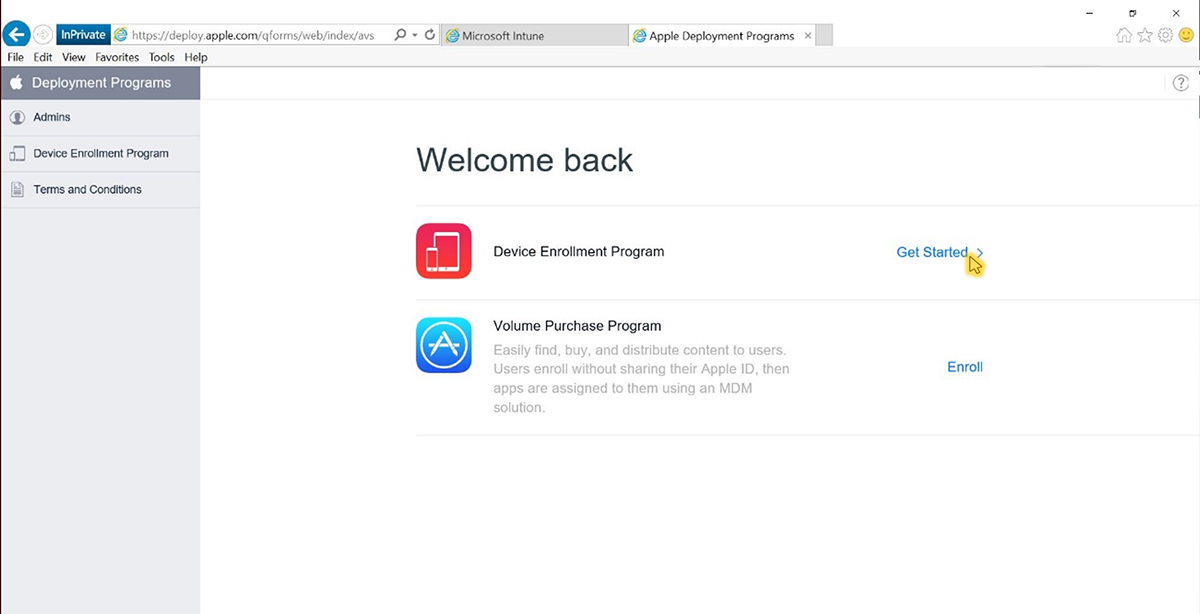 InPrivate
https://deploy.apple.com/qforms/web/index/avs
Microsoft Intune
Apple Deployment Programs
File Edit View Favorites Tools Help
Deployment Programs
?
Admins
Device Enrollment Program
Terms and Conditions
Welcome back
Device Enrollment Program
Get Started >
Volume Purchase Program
Easily find, buy, and distribute content to users.
Users enroll without sharing their Apple ID, then
apps are assigned to them using an MDM
solution.
Enroll